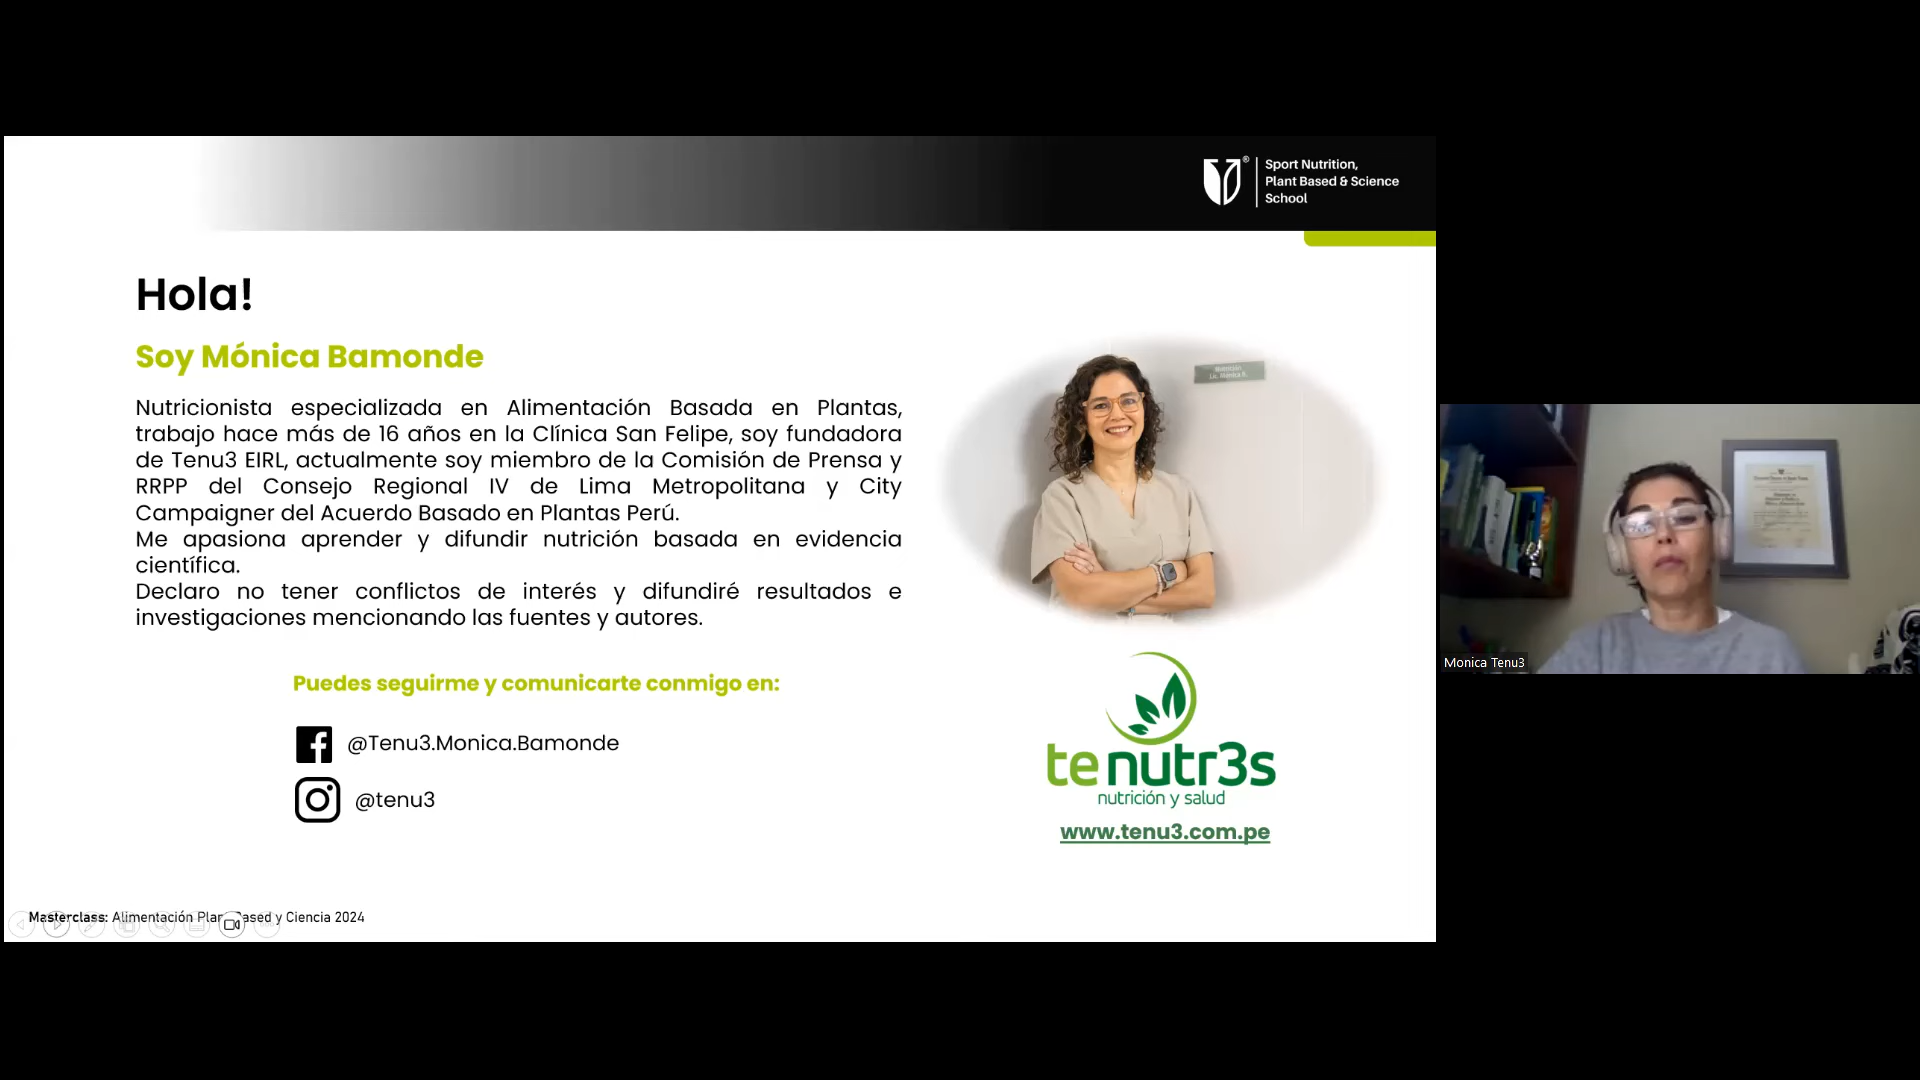 Sport Nutrition,
Plant Based & Science
School
Hola!
Soy Mónica Bamonde
Nutricionista especializada en Alimentación Basada en Plantas,
trabajo hace más de 16 años en la Clínica San Felipe, soy fundadora
de Tenu3 EIRL, actualmente soy miembro de la Comisión de Prensa y
RRPP del Consejo Regional IV de Lima Metropolitana y City
Campaigner del Acuerdo Basado en Plantas Perú.
Me apasiona aprender y difundir nutrición basada en evidencia
científica.
Declaro no tener conflictos de interés y difundiré resultados e
investigaciones mencionando las fuentes y autores.
Puedes seguirme y comunicarte conmigo en:
@Tenu3.Monica.Bamonde
@tenu3
tenutr3s
nutrición y salud
www.tenu3.com.pe
Masterclass: Alimentación Plant Based y Ciencia 2024
Monica Tenu3